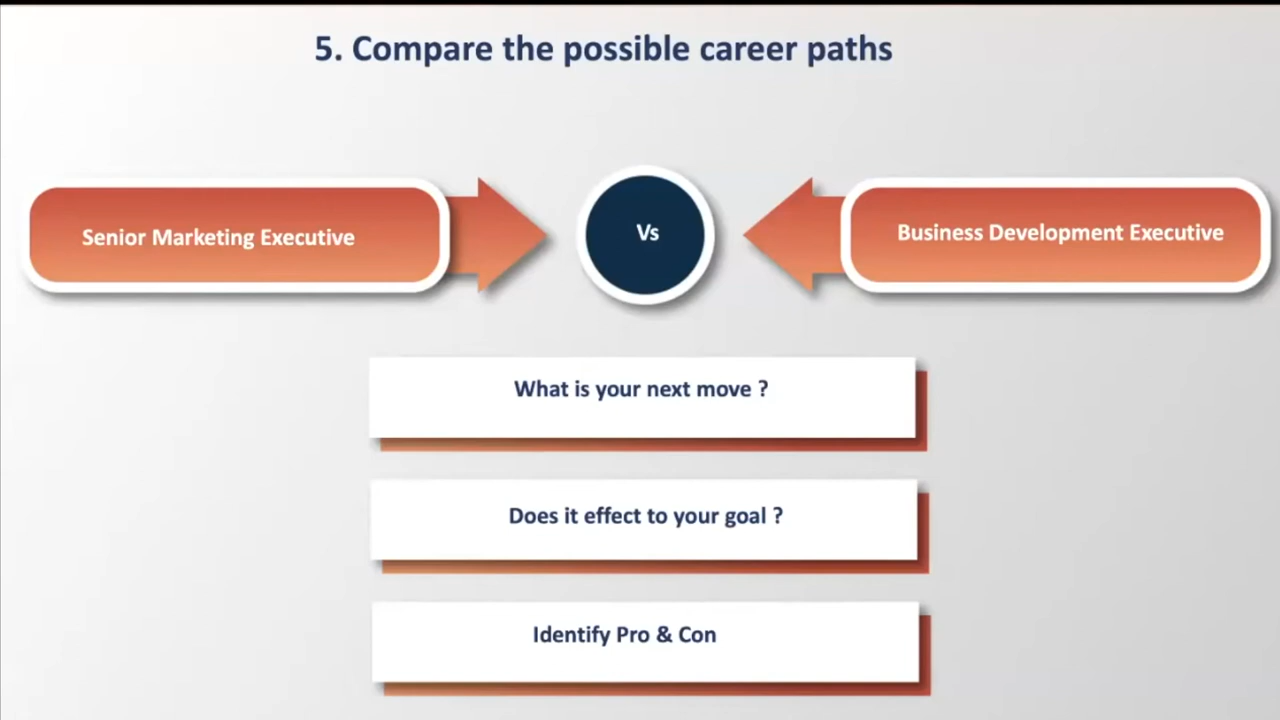 5. Compare the possible career paths
Senior Marketing Executive
Vs
Business Development Executive
What is your next move ?
Does it effect to your goal ?
Identify Pro & Con